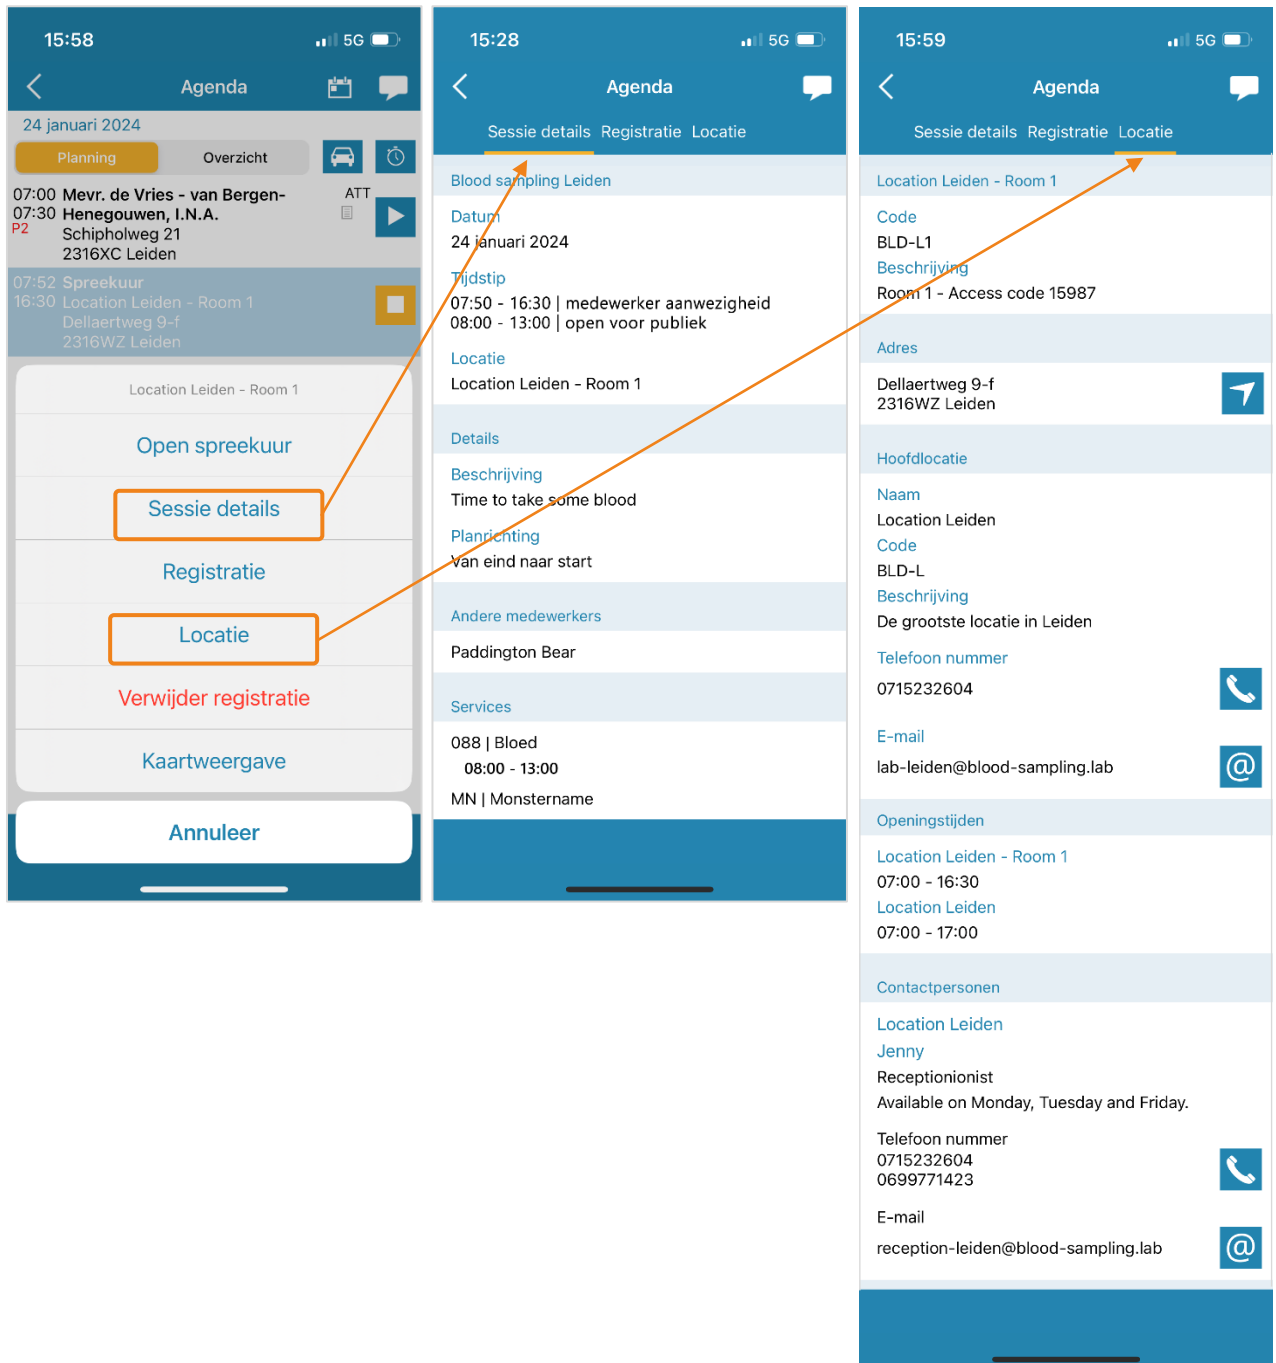 15:58
5G
Agenda
24 januari 2024
Planning
Overzicht
07:00 Mevr. de Vries - van Bergen- ATT
07:30 Henegouwen, I.N.A.
P2
Schipholweg 21
2316XC Leiden
07:52 Spreekuur
16:30 Location Leiden - Room 1
Dellaertweg 9-f
2316WZ Leiden
Location Leiden - Room 1
Open spreekuur
Sessie details
Registratie
Locatie
Verwijder registratie
Kaartweergave
Annuleer
15:28
5G
Agenda
Sessie details Registratie Locatie
Blood sampling Leiden
Datum
24 januari 2024
Tijdstip
07:50 - 16:30 | medewerker aanwezigheid
08:00 - 13:00 | open voor publiek
Locatie
Location Leiden - Room 1
Details
Beschrijving
Time to take some blood
Planrichting
Van eind naar start
Andere medewerkers
Paddington Bear
Services
088 | Bloed
08:00 - 13:00
MN | Monstername
15:59
5G
Agenda
Sessie details Registratie Locatie
Location Leiden - Room 1
Code
BLD-L1
Beschrijving
Room 1 - Access code 15987
Adres
Dellaertweg 9-f
2316WZ Leiden
Hoofdlocatie
Naam
Location Leiden
Code
BLD-L
Beschrijving
De grootste locatie in Leiden
Telefoon nummer
0715232604
E-mail
lab-leiden@blood-sampling.lab
@
Openingstijden
Location Leiden - Room 1
07:00 - 16:30
Location Leiden
07:00 - 17:00
Contactpersonen
Location Leiden
Jenny
Receptionionist
Available on Monday, Tuesday and Friday.
Telefoon nummer
0715232604
0699771423
E-mail
reception-leiden@blood-sampling.lab
@